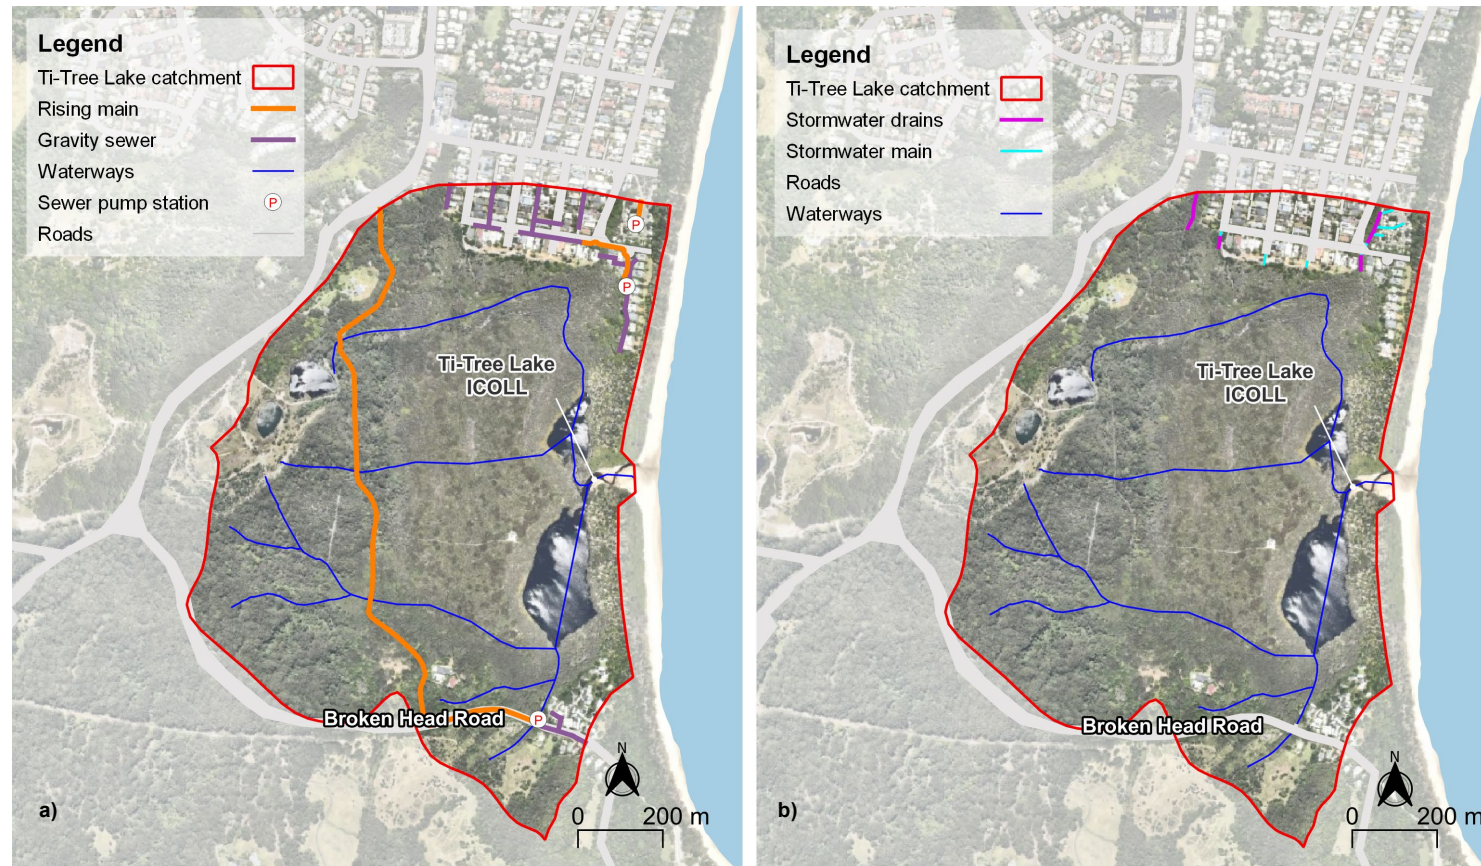 Legend
Ti-Tree Lake catchment
Rising main
Gravity sewer
Waterways
Sewer pump station
P
Roads
P
P
Ti-Tree Lake
ICOLL
Broken Head Road
P
N
a)
0 200 m
Legend
Ti-Tree Lake catchment
Stormwater drains
Stormwater main
Roads
Waterways
Ti-Tree Lake
ICOLL
Broken Head Road
N
b)
0 200 m